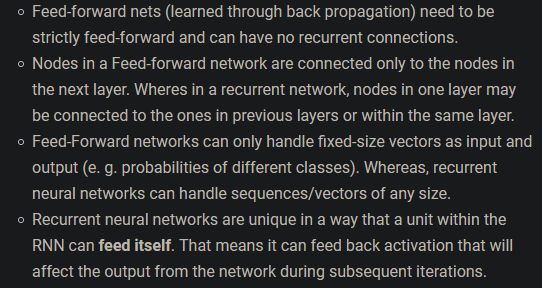 Feed-forward nets (learned through back propagation) need to be
strictly feed-forward and can have no recurrent connections.
Nodes in a Feed-forward network are connected only to the nodes in
the next layer. Wheres in a recurrent network, nodes in one layer may
be connected to the ones in previous layers or within the same layer.
Feed-Forward networks can only handle fixed-size vectors as input and
output (e. g. probabilities of different classes). Whereas, recurrent
neural networks can handle sequences/vectors of any size.
Recurrent neural networks are unique in a way that a unit within the
RNN can feed itself. That means it can feed back activation that will
affect the output from the network during subsequent iterations.